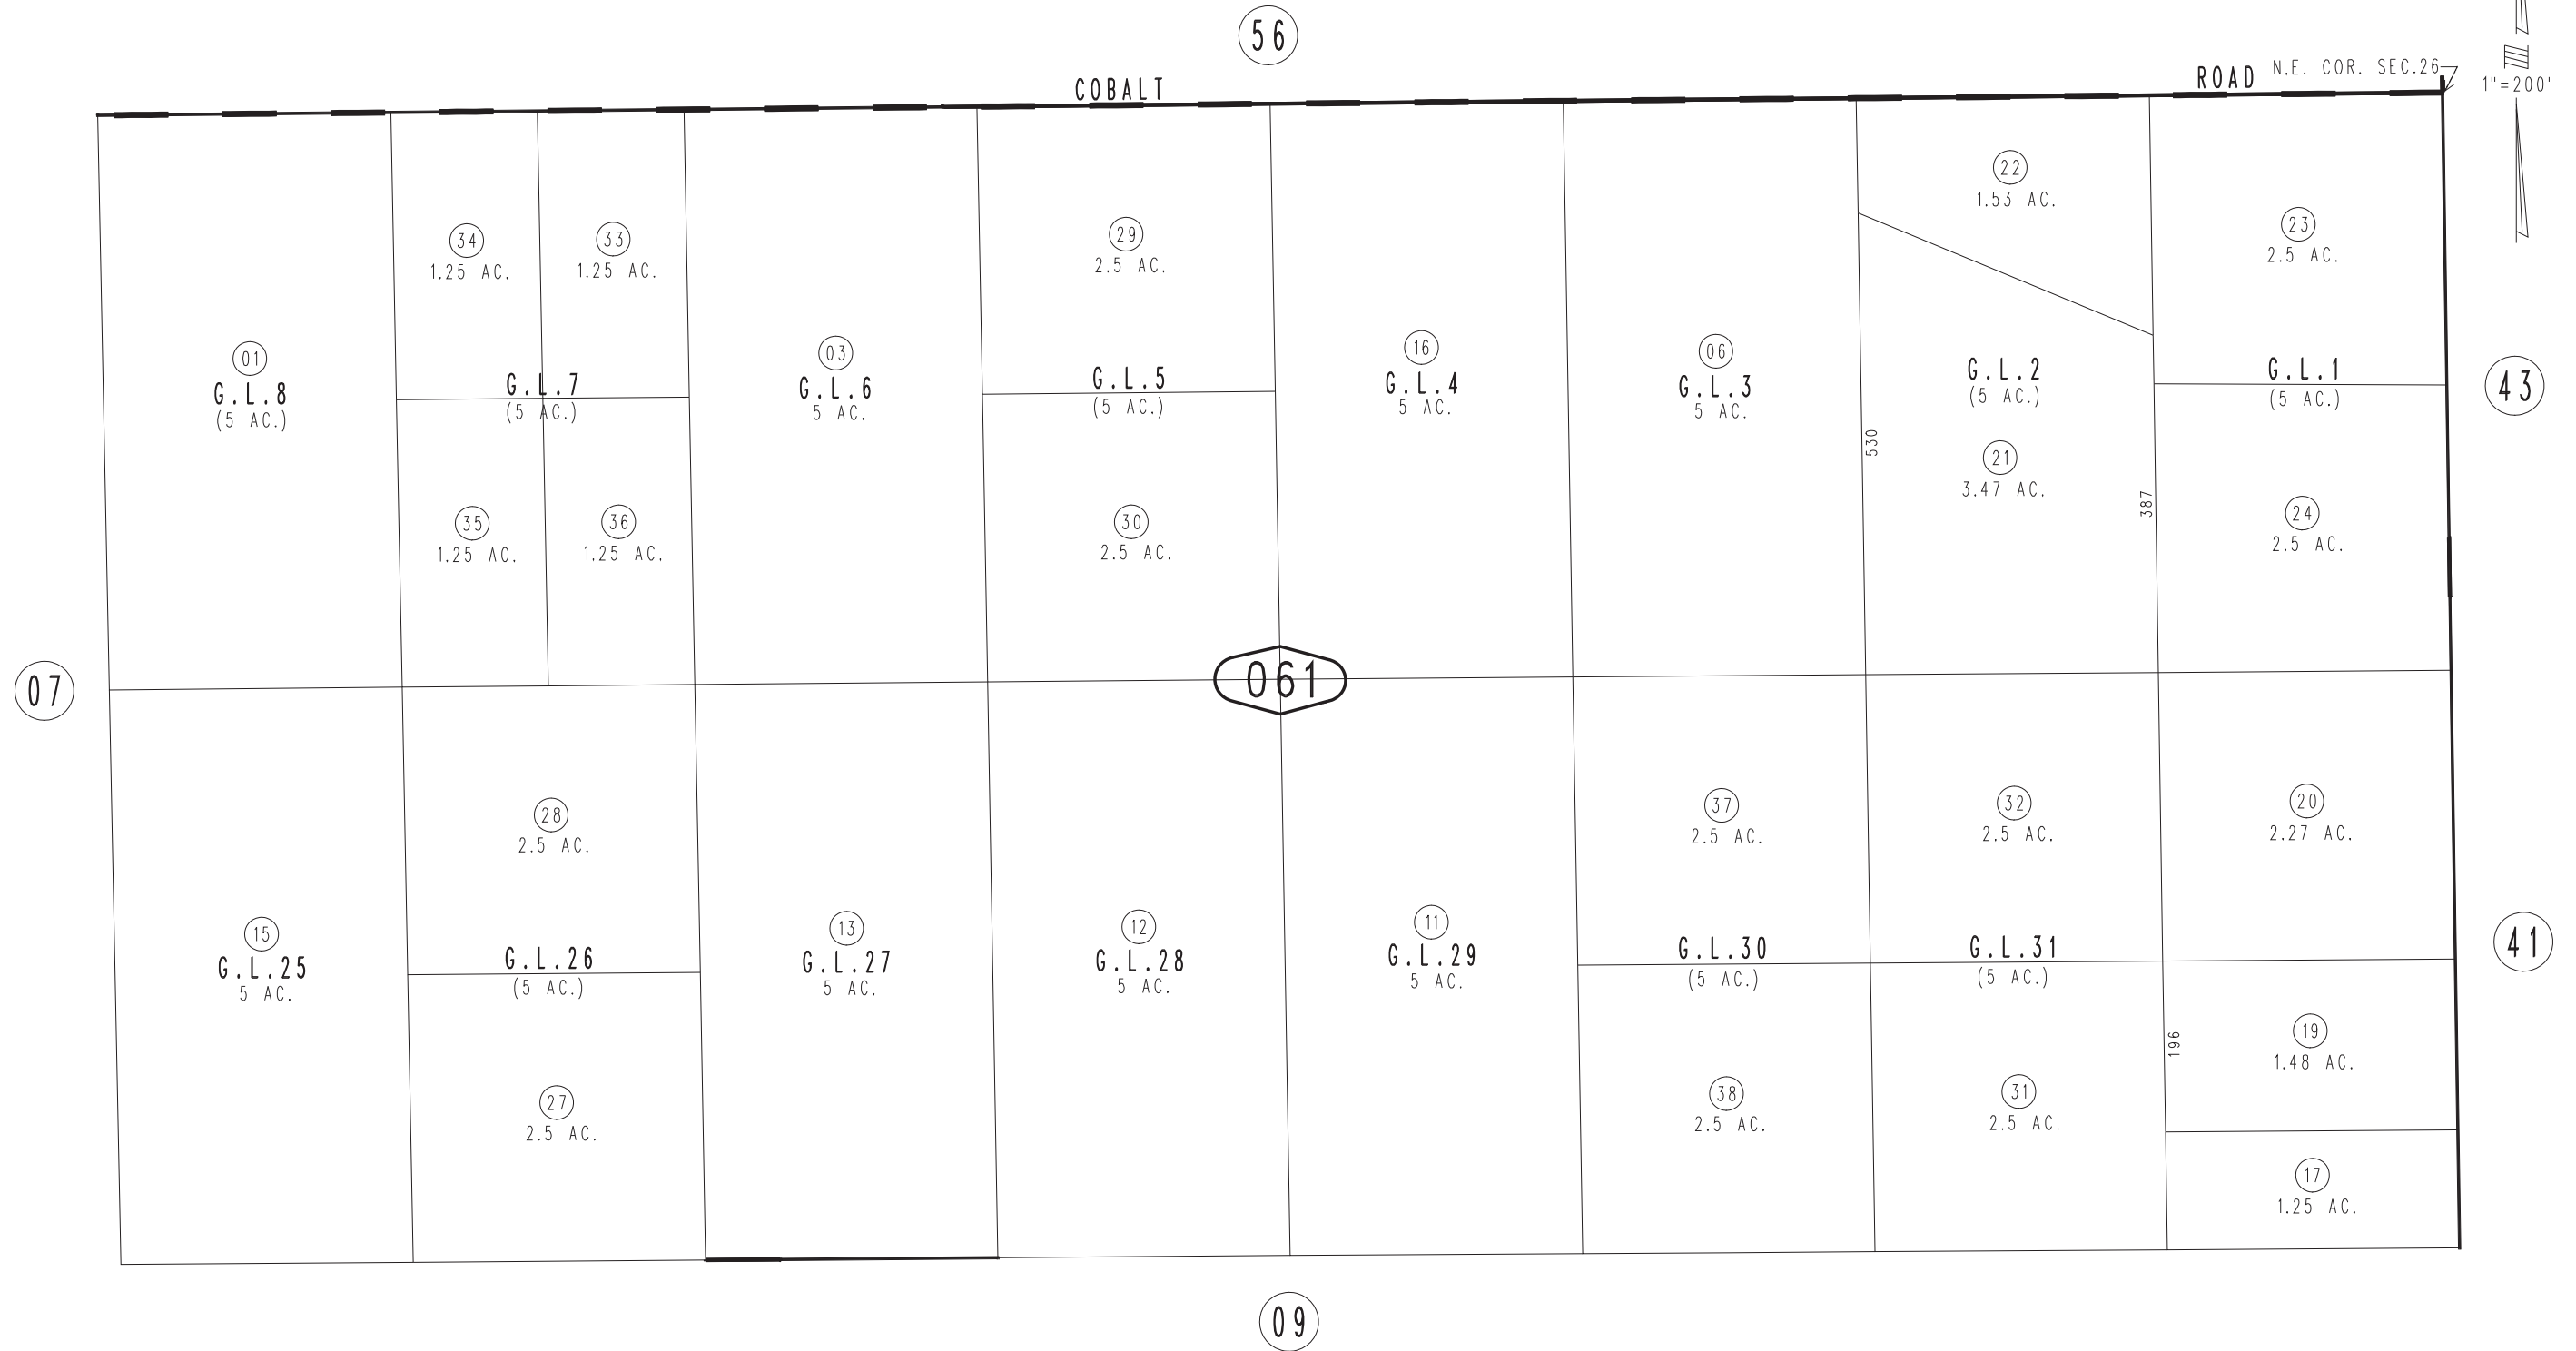 56
COBALT
ROAD
N.E. COR. SEC.26
1"=200'
22
1.53 AC.
23
2.5 AC.
34
1.25 AC.
33
1.25 AC.
29
2.5 AC.
01
G.L.8
(5 AC.)
G.L.7
(5 AC.)
03
G.L.6
5 AC.
G.L.5
(5 AC.)
16
G.L.4
5 AC.
06
G.L.3
5 AC.
G.L.2
(5 AC.)
G.L.1
(5 AC.)
43
530
21
3.47 AC.
387
35
1.25 AC.
36
1.25 AC.
30
2.5 AC.
24
2.5 AC.
07
061
28
2.5 AC.
37
2.5 AC.
32
2.5 AC.
20
2.27 AC.
15
G.L.25
5 AC.
G.L.26
(5 AC.)
13
G.L.27
5 AC.
12
G.L.28
5 AC.
11
G.L.29
5 AC.
G.L.30
(5 AC.)
G.L.31
(5 AC.)
41
196
19
1.48 AC.
27
2.5 AC.
38
2.5 AC.
31
2.5 AC.
17
1.25 AC.
09